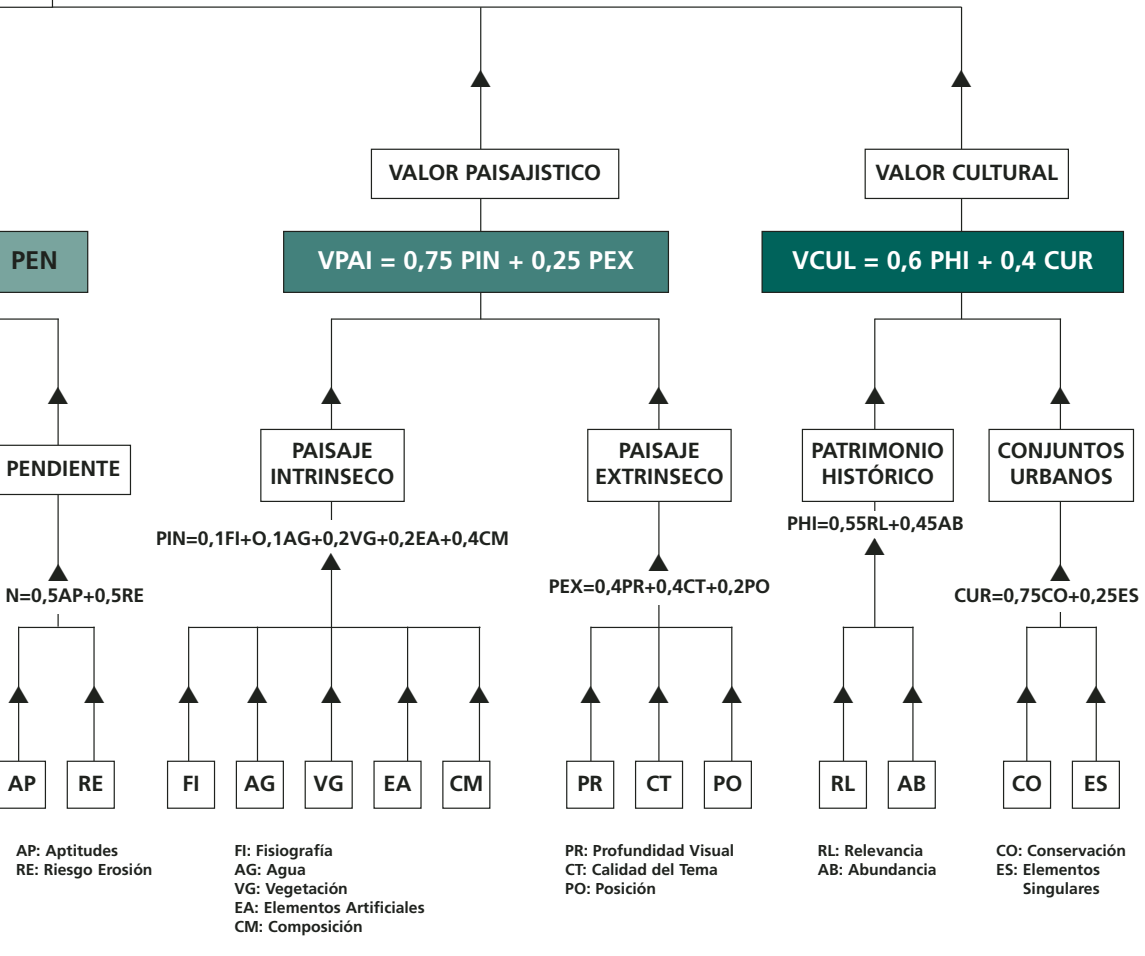 VALOR PAISAJISTICO
VALOR CULTURAL
PEN
VPAI = 0,75 PIN + 0,25 PEX
VCUL = 0,6 PHI + 0,4 CUR
PENDIENTE
PAISAJE
INTRINSECO
PAISAJE
EXTRINSECO
PATRIMONIO
HISTÓRICO
CONJUNTOS
URBANOS
PIN=0,1FI+O,1AG+0,2VG+0,2EA+0,4CM
PHI=0,55RL+0,45AB
N=0,5AP+0,5RE
PEX=0,4PR+0,4CT+0,2PO
CUR=0,75CO+0,25ES
AP
RE
FI
AG
VG
EA
CM
PR
CT
PO
RL
AB
CO
ES
AP: Aptitudes
RE: Riesgo Erosión
FI: Fisiografía
AG: Agua
VG: Vegetación
EA: Elementos Artificiales
CM: Composición
PR: Profundidad Visual
CT: Calidad del Tema
PO: Posición
RL: Relevancia
AB: Abundancia
CO: Conservación
ES: Elementos
Singulares